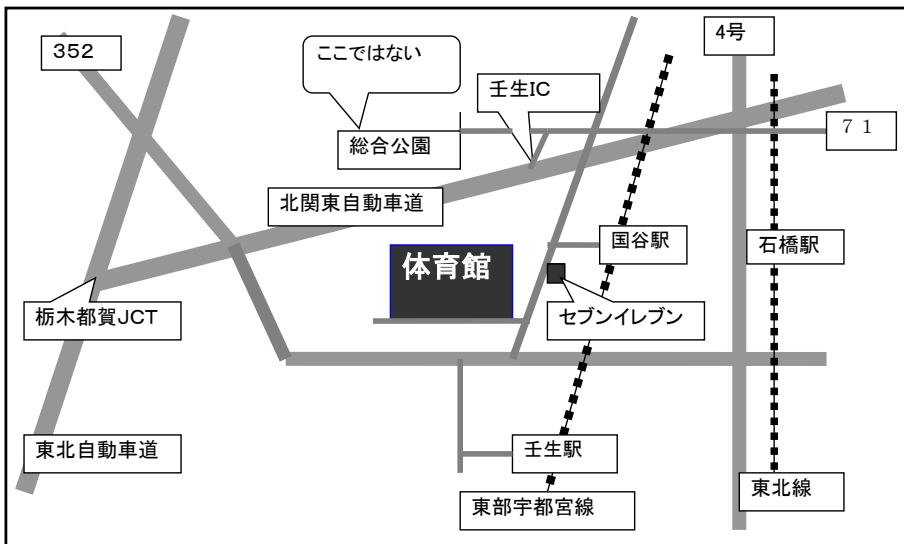 4号
352
ここではない
壬生IC
7 1
総合公園
北関東自動車道
国谷駅
石橋駅
体育館
栃木都賀JCT
セブンイレブン
東北自動車道
壬生駅
東北線
東部宇都宮線